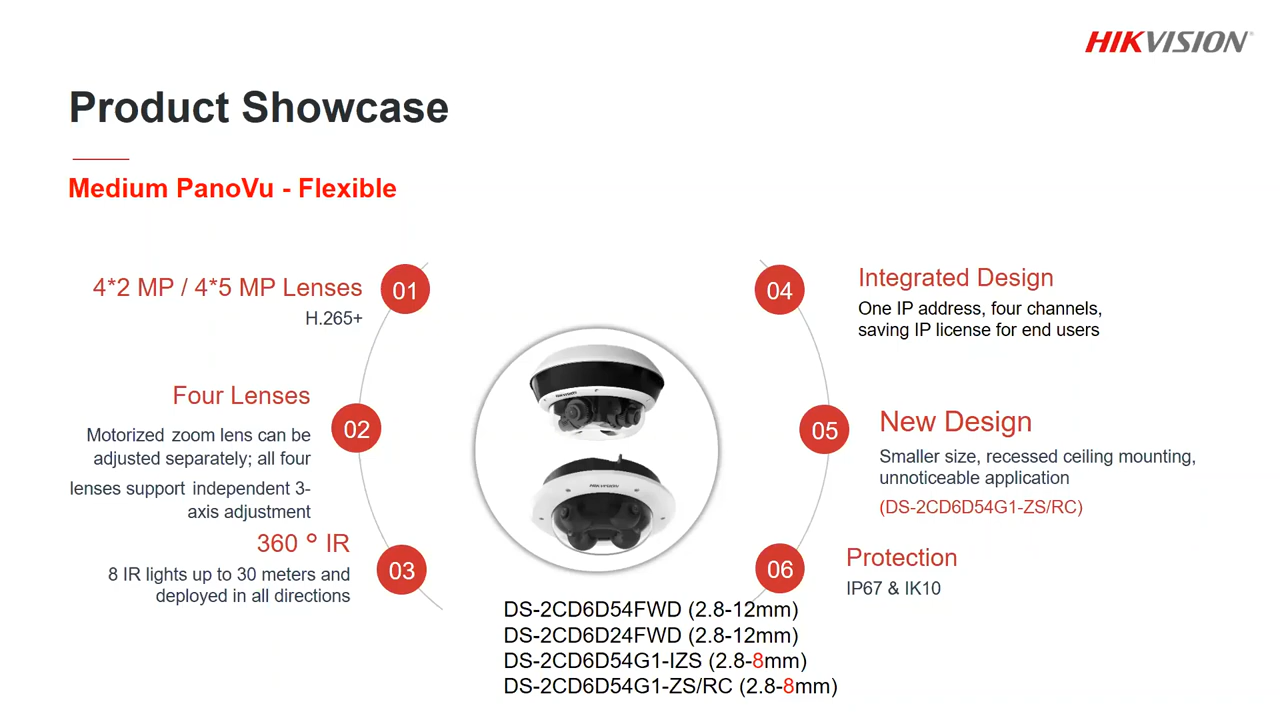 HIKVISION
Product Showcase
Medium PanoVu - Flexible
4*2 MP / 4*5 MP Lenses
H.265+
01
Four Lenses
Motorized zoom lens can be
adjusted separately; all four
lenses support independent 3-
axis adjustment
02
360 ° IR
8 IR lights up to 30 meters and
deployed in all directions
03
HIKVISION
HIKVISION
04
Integrated Design
One IP address, four channels,
saving IP license for end users
05
New Design
Smaller size, recessed ceiling mounting,
unnoticeable application
(DS-2CD6D54G1-ZS/RC)
06
Protection
IP67 & IK10
DS-2CD6D54FWD (2.8-12mm)
DS-2CD6D24FWD (2.8-12mm)
DS-2CD6D54G1-IZS (2.8-8mm)
DS-2CD6D54G1-ZS/RC (2.8-8mm)